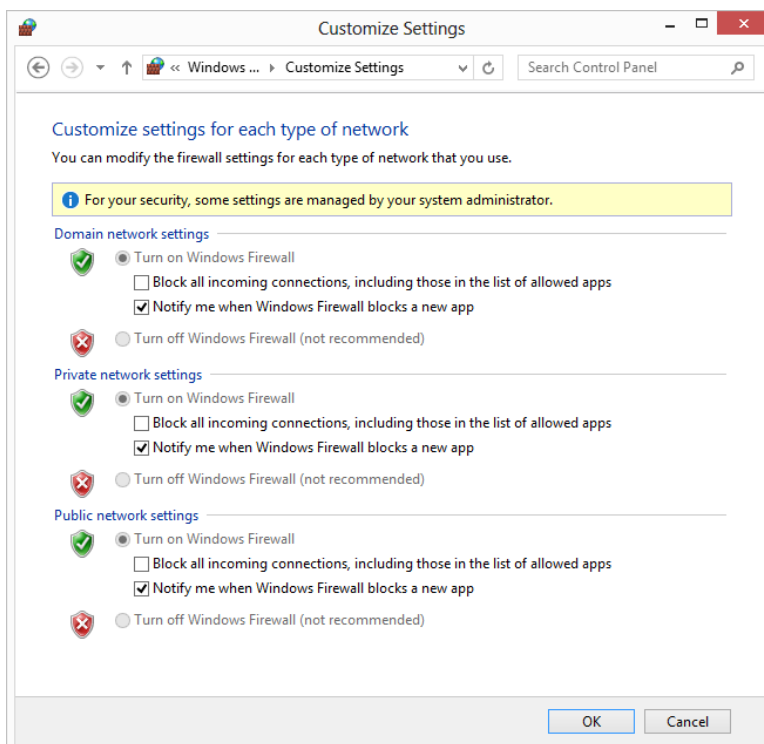 Customize Settings
« Windows ... Customize Settings
Search Control Panel
Customize settings for each type of network
You can modify the firewall settings for each type of network that you use.
For your security, some settings are managed by your system administrator.
Domain network settings
Turn on Windows Firewall
Block all incoming connections, including those in the list of allowed apps
Notify me when Windows Firewall blocks a new app
Turn off Windows Firewall (not recommended)
Private network settings
Turn on Windows Firewall
Block all incoming connections, including those in the list of allowed apps
Notify me when Windows Firewall blocks a new app
Turn off Windows Firewall (not recommended)
Public network settings
Turn on Windows Firewall
Block all incoming connections, including those in the list of allowed apps
Notify me when Windows Firewall blocks a new app
Turn off Windows Firewall (not recommended)
OK
Cancel